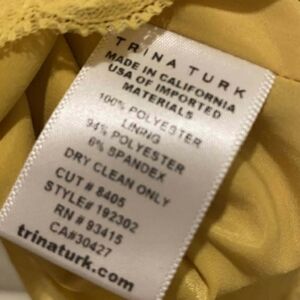 TRINA TURK
MADE IN CALIFORNIA
USA OF IMPORTED
MATERIALS
100% POLYESTER
LINING
94% POLYESTER
6% SPANDEX
DRY CLEAN ONLY
CUT # 8405
STYLE# 192302
RN # 93415
CA#30427
trinaturk.com